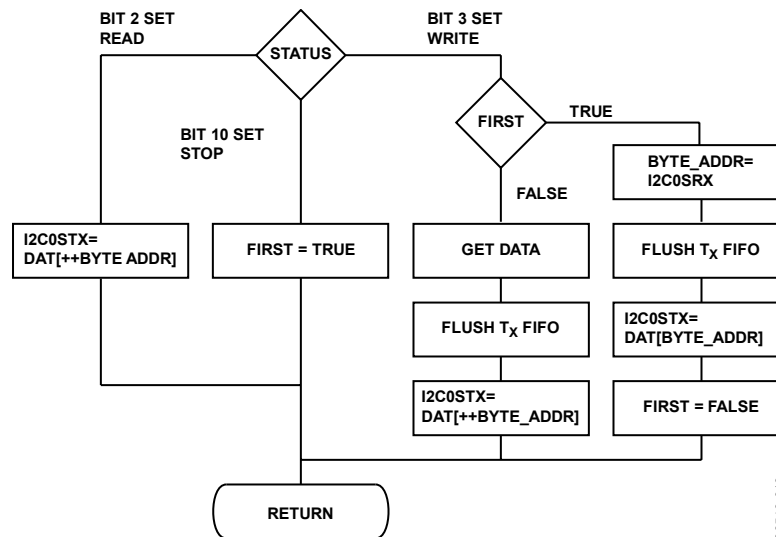 BIT 2 SET
READ
STATUS
BIT 3 SET
WRITE
BIT 10 SET
STOP
FIRST
TRUE
FALSE
BYTE_ADDR=
I2C0SRX
I2C0STX=
DAT[++BYTE ADDR]
FIRST = TRUE
GET DATA
FLUSH TX FIFO
FLUSH TX FIFO
I2C0STX=
DAT[BYTE_ADDR]
I2C0STX=
DAT[++BYTE_ADDR]
FIRST = FALSE
RETURN